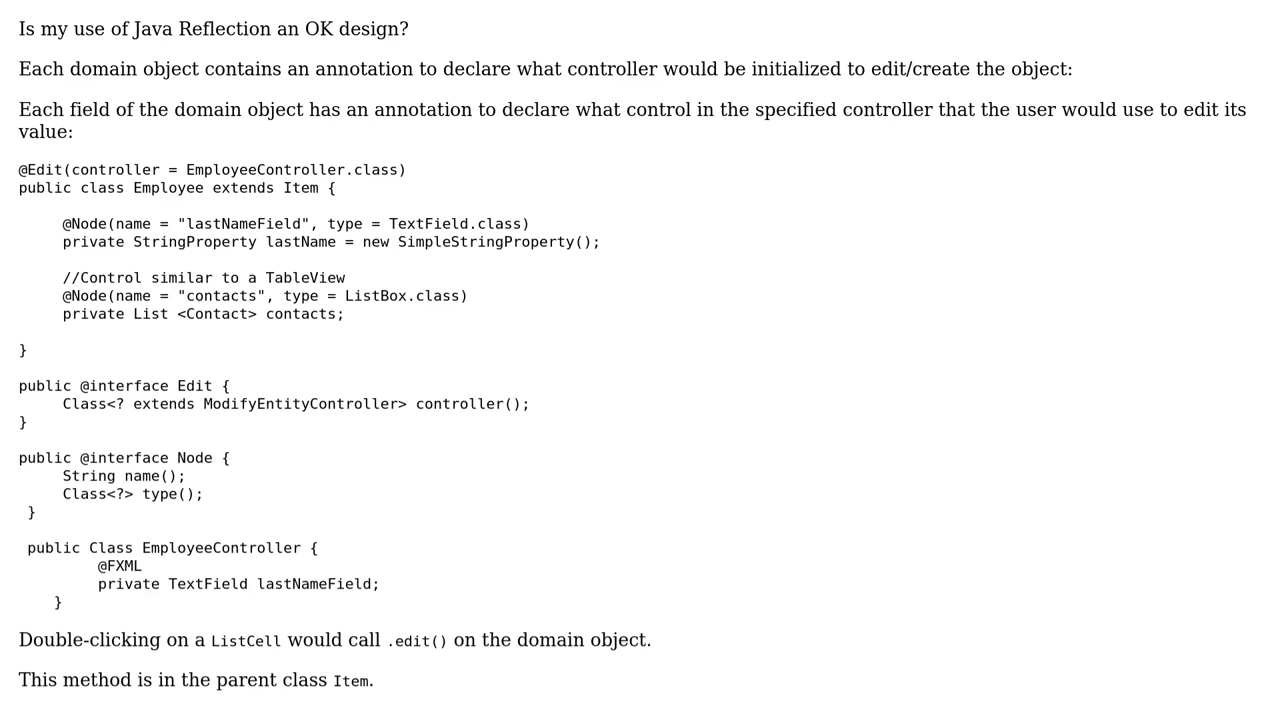 Is my use of Java Reflection an OK design?
Each domain object contains an annotation to declare what controller would be initialized to edit/create the object:
Each field of the domain object has an annotation to declare what control in the specified controller that the user would use to edit its
value:
@Edit(controller = EmployeeController.class)
public class Employee extends Item {
@Node(name = "lastNameField", type = TextField.class)
private StringProperty lastName = new SimpleStringProperty();
//Control similar to a TableView
@Node(name = "contacts", type = ListBox.class)
private List <Contact> contacts;
}
public @interface Edit {
Class<? extends ModifyEntityController> controller();
}
public @interface Node {
String name();
Class<?> type();
}
public Class EmployeeController {
@FXML
private TextField lastNameField;
}
Double-clicking on a ListCell would call .edit() on the domain object.
This method is in the parent class Item.